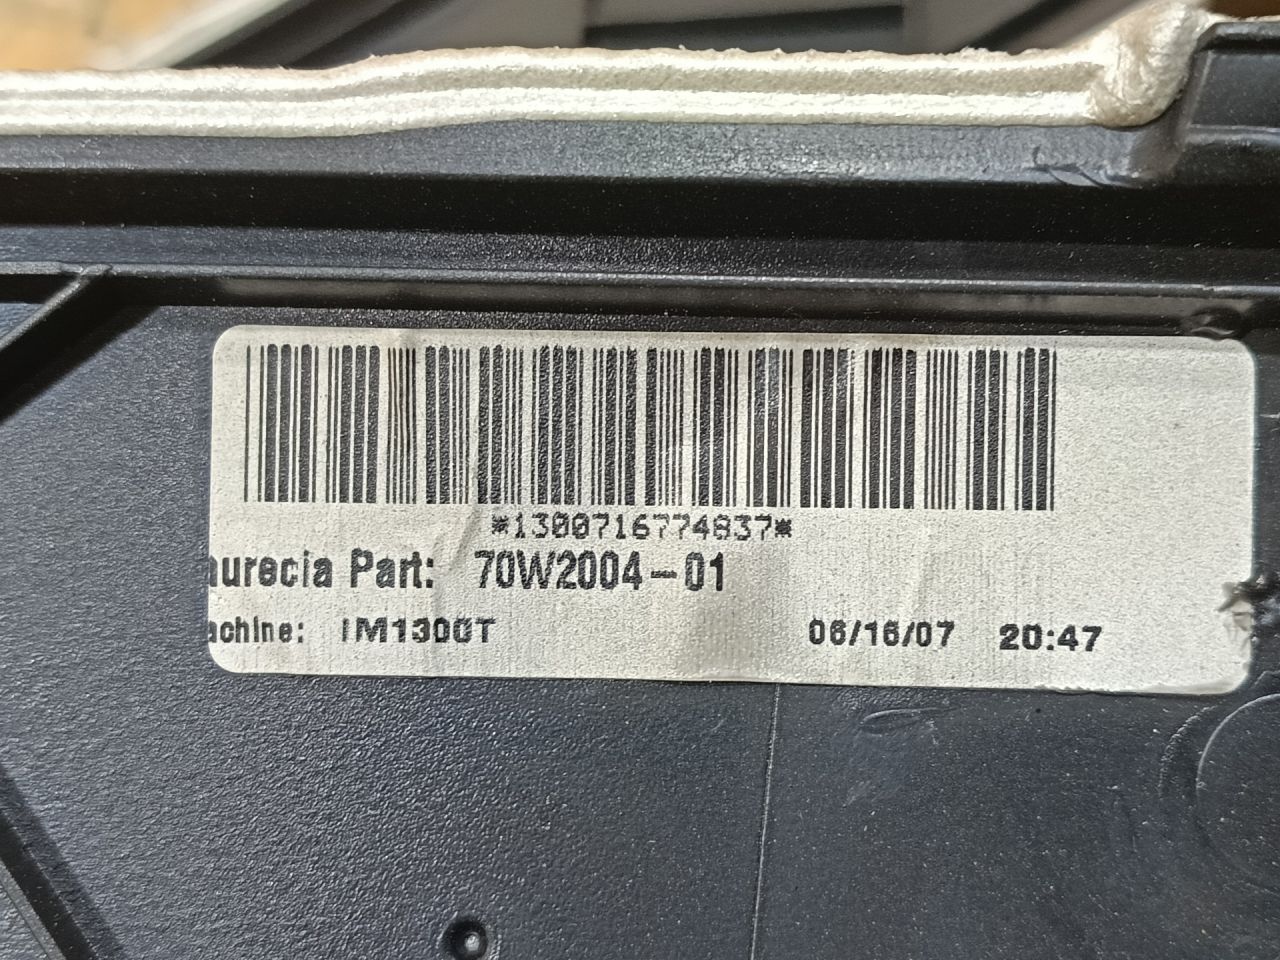 *1300716774837*
aurecia Part: 70W2004-01
achine: IM1300T 06/16/07 20:47